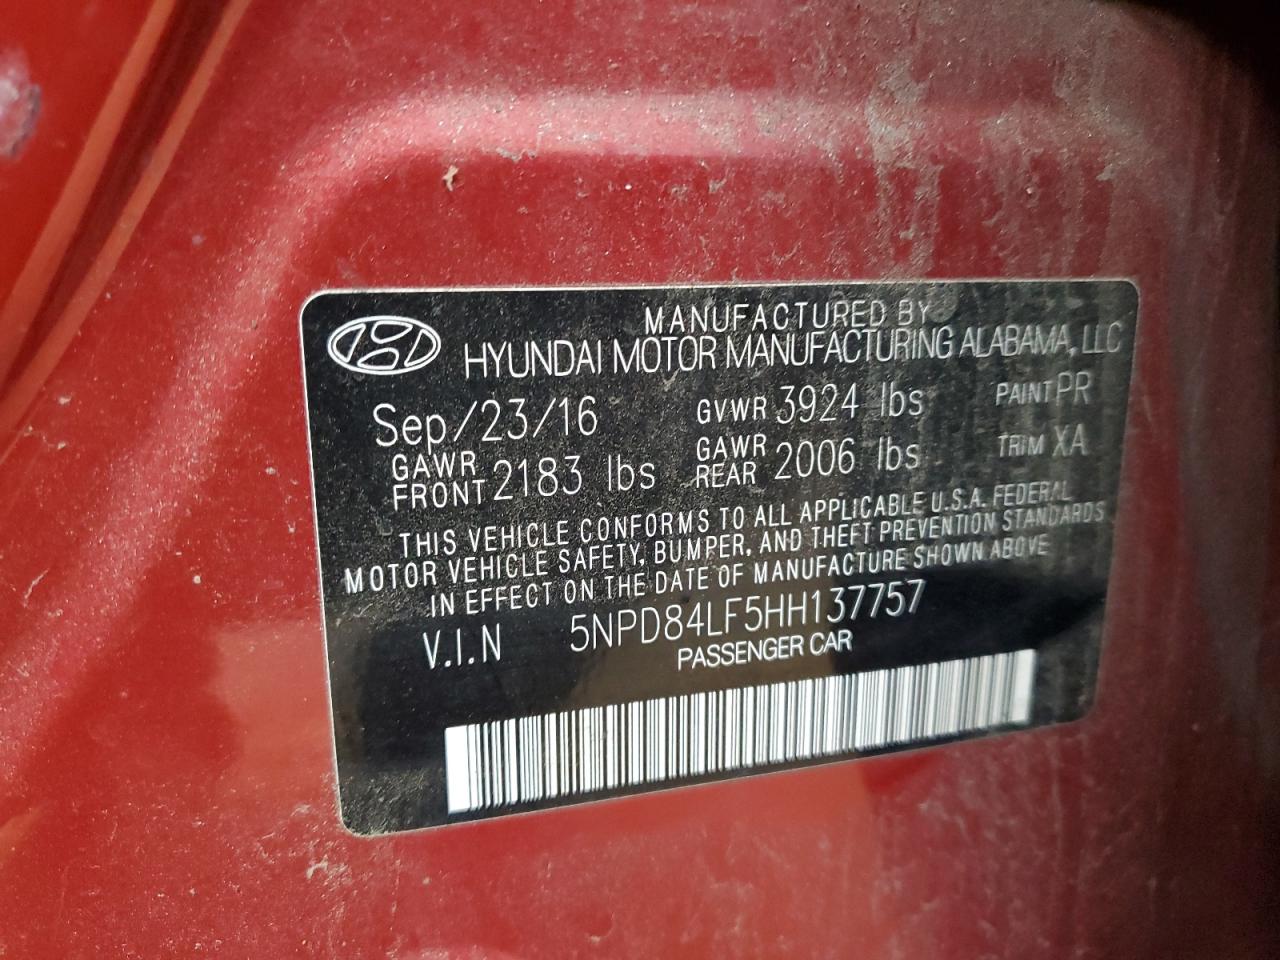 MANUFACTURED BY
HYUNDAI MOTOR MANUFACTURING ALABAMA, LLC
Sep/23/16 GVWR 3924 lbs PAINT PR
GAWR FRONT 2183 lbs GAWR REAR 2006 lbs TRIM XA
THIS VEHICLE CONFORMS TO ALL APPLICABLE U.S.A. FEDERAL
MOTOR VEHICLE SAFETY, BUMPER, AND THEFT PREVENTION STANDARDS
IN EFFECT ON THE DATE OF MANUFACTURE SHOWN ABOVE
V.I.N 5NPD84LF5HH137757
PASSENGER CAR